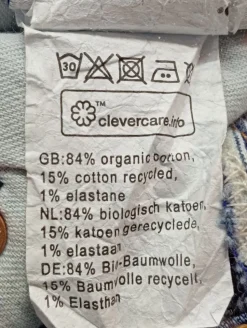 30
™
clevercare.info
GB:84% organic cotton,
15% cotton recycled,
1% elastane
NL:84% biologisch katoen,
15% katoen gerecyclede,
1% elastaan
DE:84% Bio-Baumwolle,
15% Baumwolle recycelt,
1% Elasthan